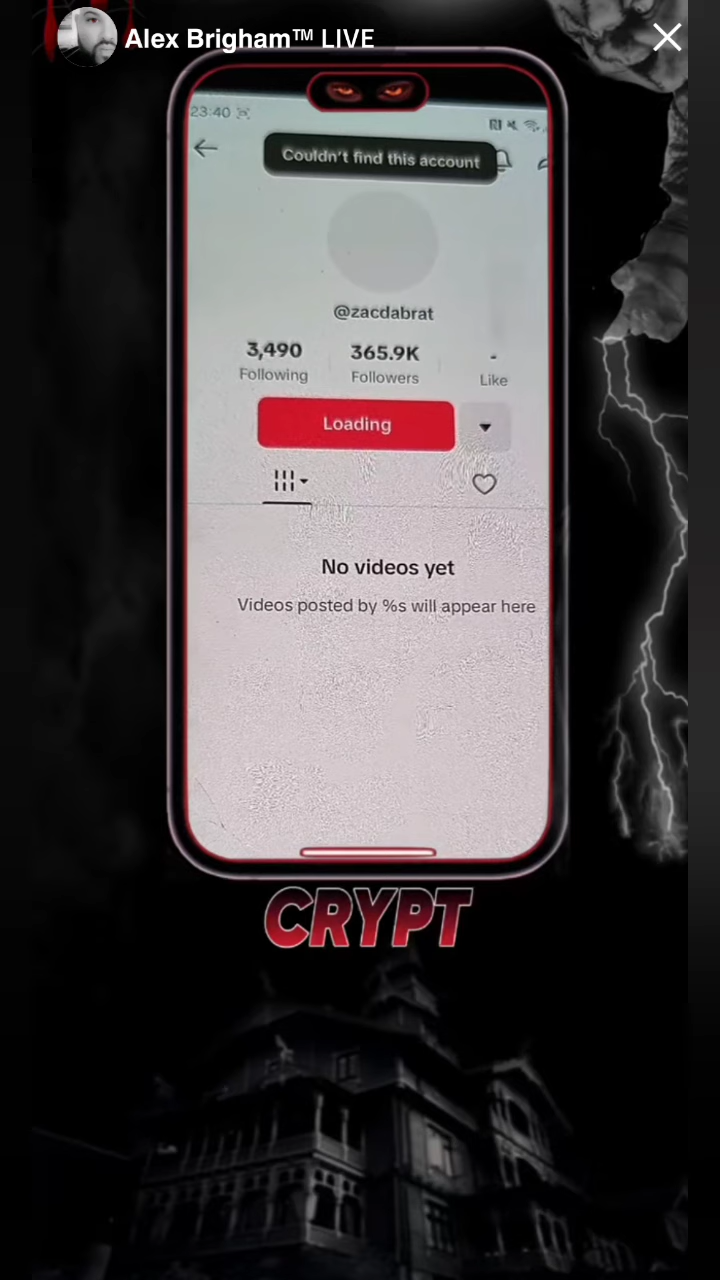 Alex Brigham™ LIVE
23:40
Couldn't find this account
@zacdabrat
3,490
Following
365.9K
Followers
-
Like
Loading
No videos yet
Videos posted by %s will appear here
CRYPT